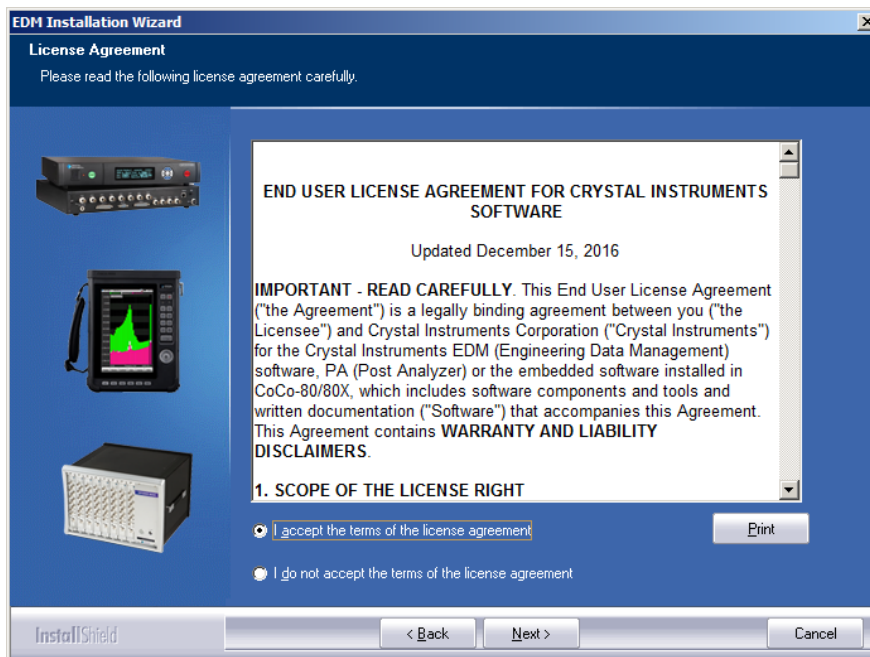 EDM Installation Wizard
License Agreement
Please read the following license agreement carefully.
END USER LICENSE AGREEMENT FOR CRYSTAL INSTRUMENTS
SOFTWARE
Updated December 15, 2016
IMPORTANT - READ CAREFULLY. This End User License Agreement
("the Agreement") is a legally binding agreement between you ("the
Licensee") and Crystal Instruments Corporation ("Crystal Instruments")
for the Crystal Instruments EDM (Engineering Data Management)
software, PA (Post Analyzer) or the embedded software installed in
CoCo-80/80X, which includes software components and tools and
written documentation ("Software") that accompanies this Agreement.
This Agreement contains WARRANTY AND LIABILITY
DISCLAIMERS.
1. SCOPE OF THE LICENSE RIGHT
I accept the terms of the license agreement
Print
I do not accept the terms of the license agreement
InstallShield
< Back
Next >
Cancel